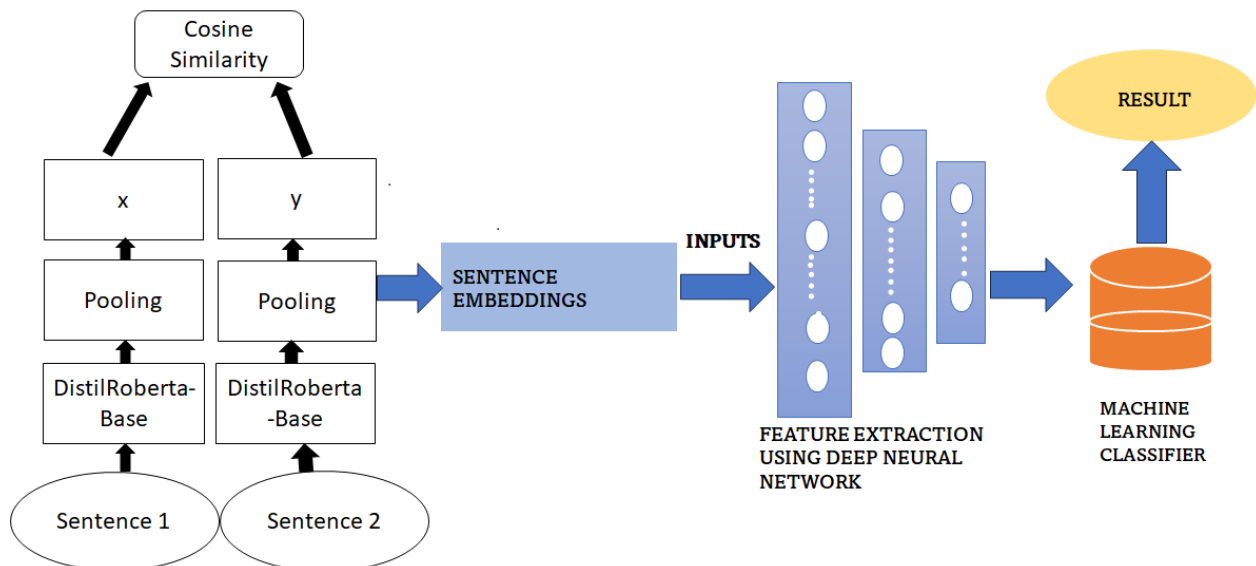 Cosine
Similarity
x
y
Pooling
Pooling
DistilRoberta-
Base
DistilRoberta
-Base
Sentence 1
Sentence 2
SENTENCE
EMBEDDINGS
INPUTS
FEATURE EXTRACTION
USING DEEP NEURAL
NETWORK
RESULT
MACHINE
LEARNING
CLASSIFIER